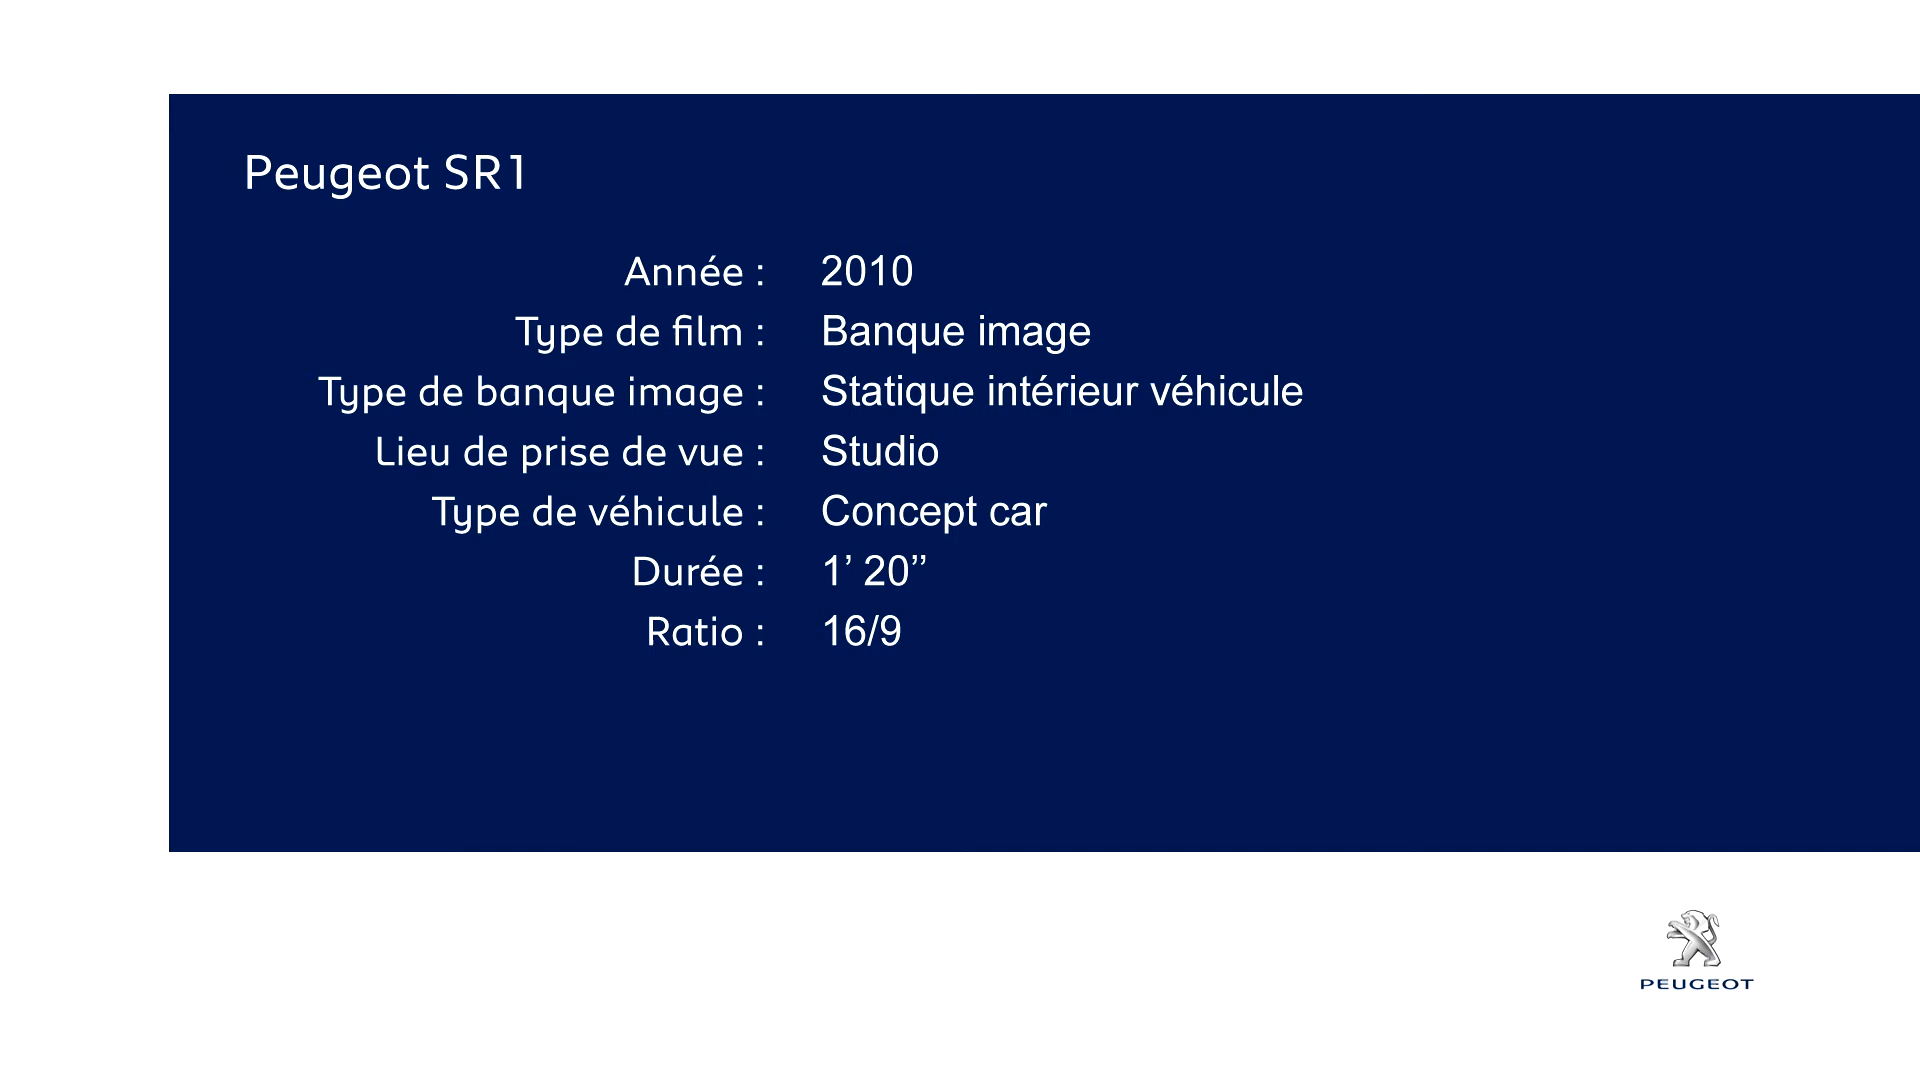 Peugeot SR1
Année : 2010
Type de film : Banque image
Type de banque image : Statique intérieur véhicule
Lieu de prise de vue : Studio
Type de véhicule : Concept car
Durée : 1’ 20’’
Ratio : 16/9
PEUGEOT